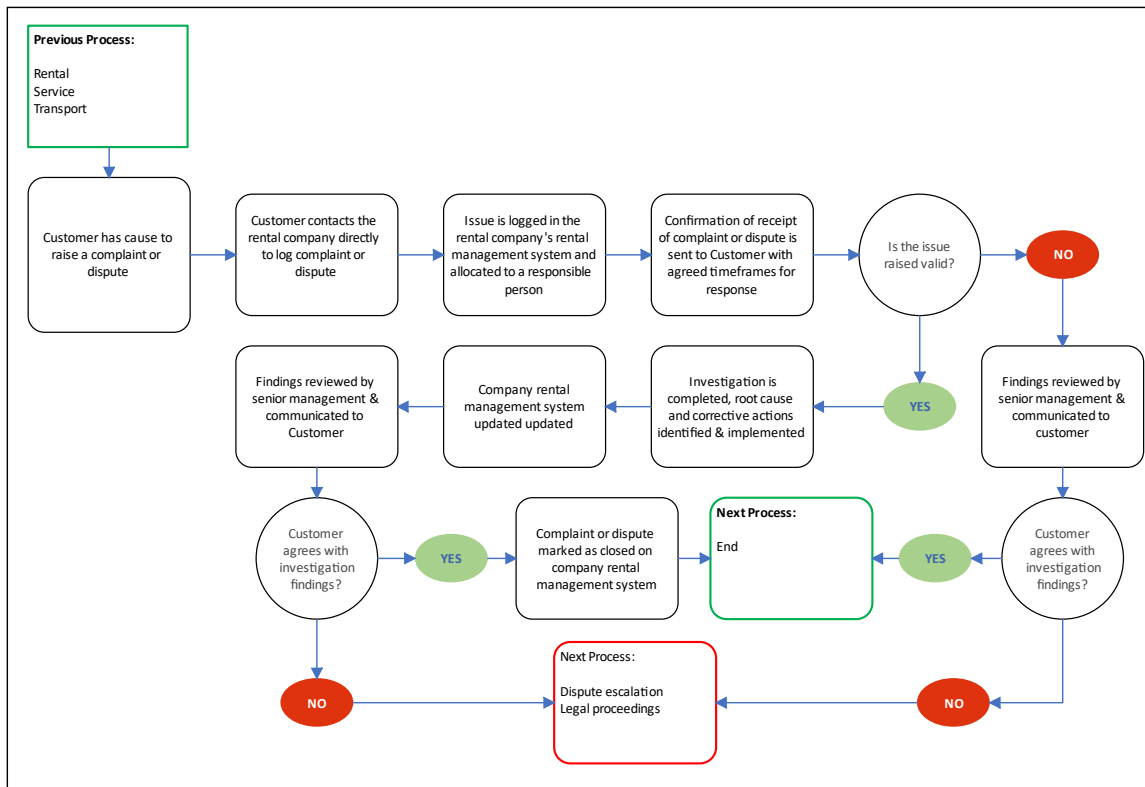 Previous Process:
Rental
Service
Transport
Customer has cause to
raise a complaint or
dispute
Customer contacts the
rental company directly
to log complaint or
dispute
Issue is logged in the
rental company's rental
management system and
allocated to a responsible
person
Confirmation of receipt
of complaint or dispute is
sent to Customer with
agreed timeframes for
response
Is the issue
raised valid?
NO
Findings reviewed by
senior management &
communicated to
Customer
Company rental
management system
updated updated
Investigation is
completed, root cause
and corrective actions
identified & implemented
YES
Findings reviewed by
senior management &
communicated to
customer
Customer
agrees with
investigation
findings?
YES
Complaint or dispute
marked as closed on
company rental
management system
Next Process:
End
YES
Customer
agrees with
investigation
findings?
NO
Next Process:
Dispute escalation
Legal proceedings
NO